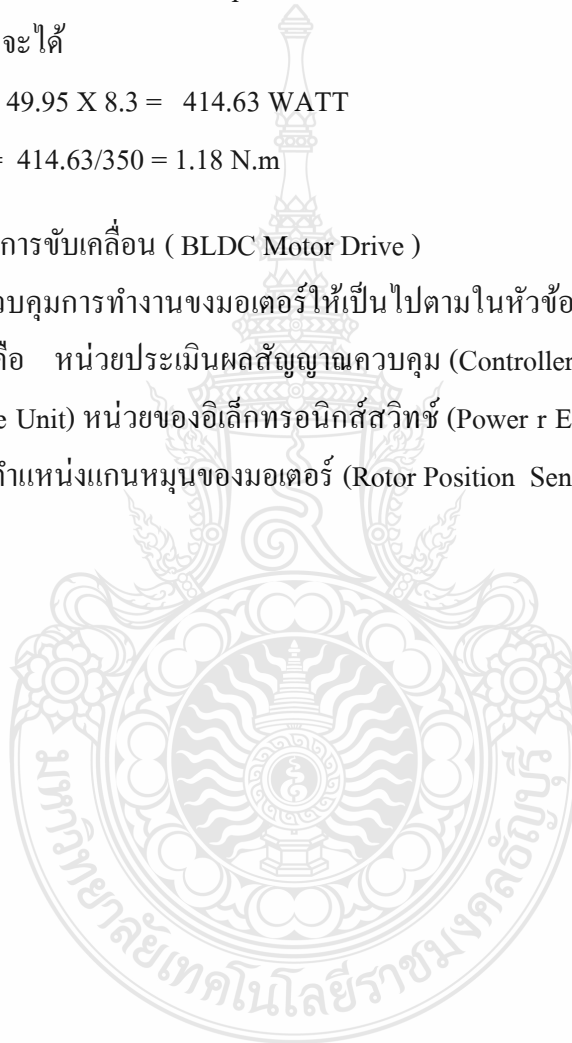 จะได้
49.95 X 8.3 = 414.63 WATT
= 414.63/350 = 1.18 N.m
การขับเคลื่อน ( BLDC Motor Drive )
วบคุมการทำงานขงมอเตอร์ให้เป็นไปตามในหัวข้อ
คือ หน่วยประเมินผลสัญญาณควบคุม (Controller
e Unit) หน่วยของอิเล็กทรอนิกส์สวิทช์ (Power r E
ตำแหน่งแกนหมุนของมอเตอร์ (Rotor Position Sen
มหาวิทยาลัยเทคโนโลยีราชมงคลธัญบุรี